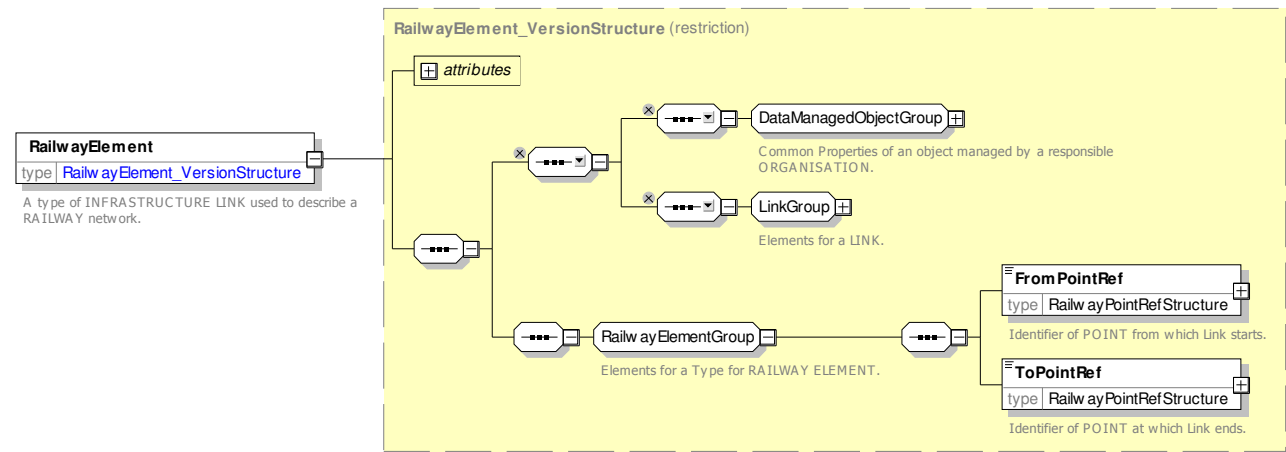 RailwayElement_VersionStructure (restriction)
attributes
DataManagedObjectGroup
Common Properties of an object managed by a responsible
ORGANISATION.
RailwayElement
type RailwayElement_VersionStructure
A type of INFRASTRUCTURE LINK used to describe a
RAILWAY network.
LinkGroup
Elements for a LINK.
FromPointRef
type RailwayPointRefStructure
Identifier of POINT from which Link starts.
RailwayElementGroup
Elements for a Type for RAILWAY ELEMENT.
ToPointRef
type RailwayPointRefStructure
Identifier of POINT at which Link ends.